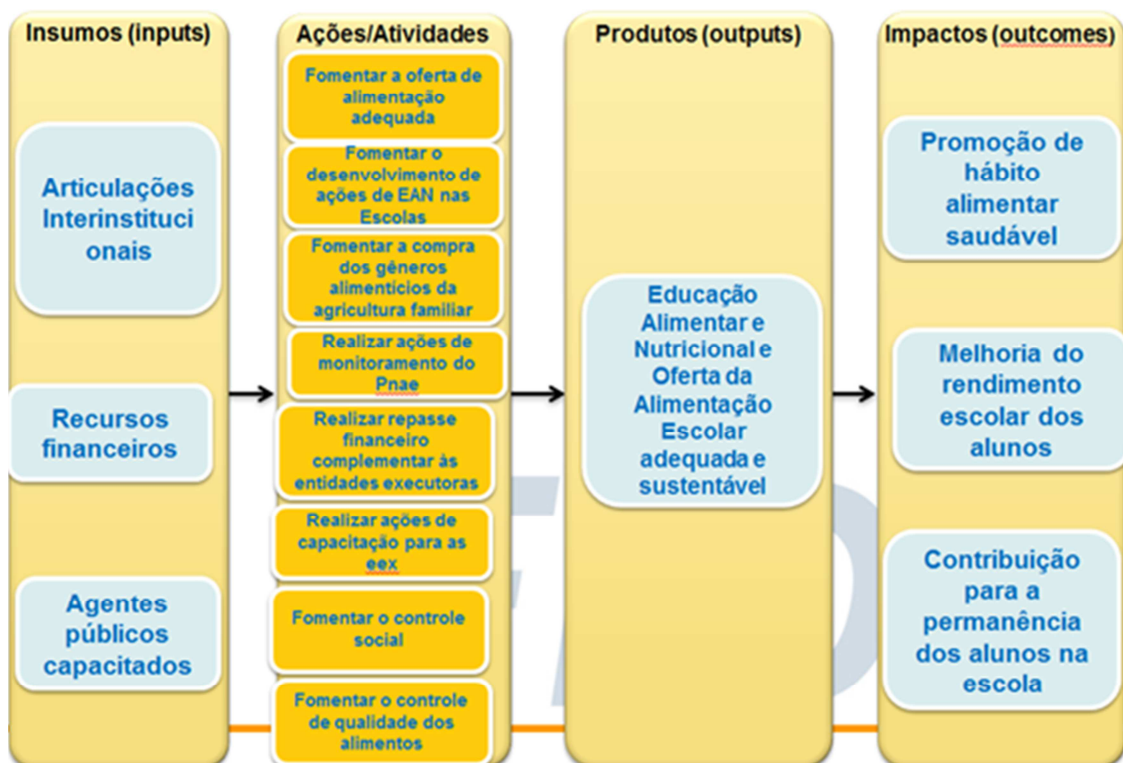 Insumos (inputs)
Articulações
Interinstituci
onais
Recursos
financeiros
Agentes
públicos
capacitados
Ações/Atividades
Fomentar a oferta de
alimentação
adequada
Fomentar o
desenvolvimento de
ações de EAN nas
Escolas
Fomentar a compra
dos gêneros
alimentícios da
agricultura familiar
Realizar ações de
monitoramento do
Pnae
Realizar repasse
financeiro
complementar às
entidades executoras
Realizar ações de
capacitação para as
eex
Fomentar o controle
social
Fomentar o controle
de qualidade dos
alimentos
Produtos (outputs)
Educação
Alimentar e
Nutricional e
Oferta da
Alimentação
Escolar
adequada e
sustentável
Impactos (outcomes)
Promoção de
hábito
alimentar
saudável
Melhoria do
rendimento
escolar dos
alunos
Contribuição
para a
permanência
dos alunos na
escola